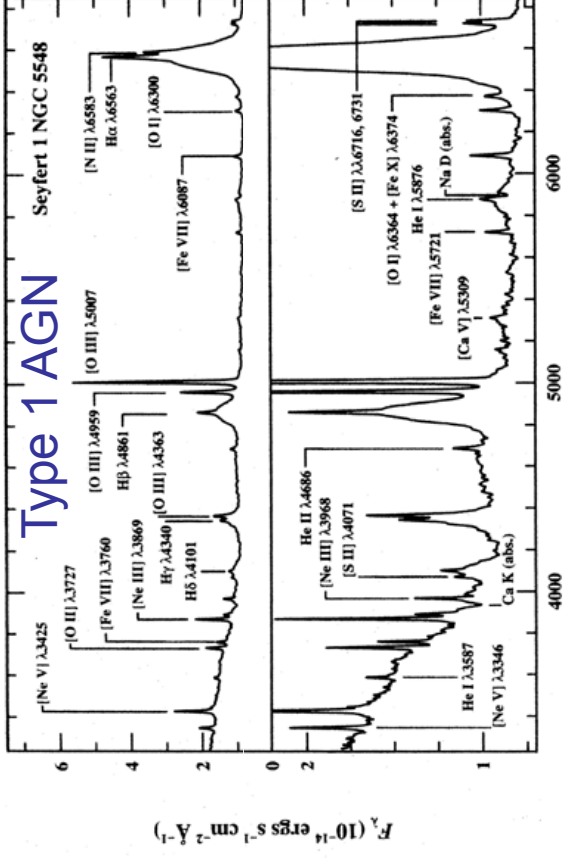 Type 1 AGN
Seyfert 1 NGC 5548
[Ne V] λ3425
[O II] λ3727
[Fe VII] λ3760
[Ne III] λ3869
Hγ λ4340
Hδ λ4101
[O III] λ4363
Hβ λ4861
[O III] λ4959
[O III] λ5007
[Fe VII] λ6087
[O I] λ6300
Hα λ6563
[N II] λ6583
6
4
2
0
2
1
He I λ3587
[Ne V] λ3346
Ca K (abs.)
[S II] λ4071
[Ne III] λ3968
He II λ4686
[Ca V] λ5309
[Fe VII] λ5721
Na D (abs.)
He I λ5876
[O I] λ6364 + [Fe X] λ6374
[S II] λλ6716, 6731
4000
5000
6000
F_λ (10⁻¹⁴ ergs s⁻¹ cm⁻² Å⁻¹)